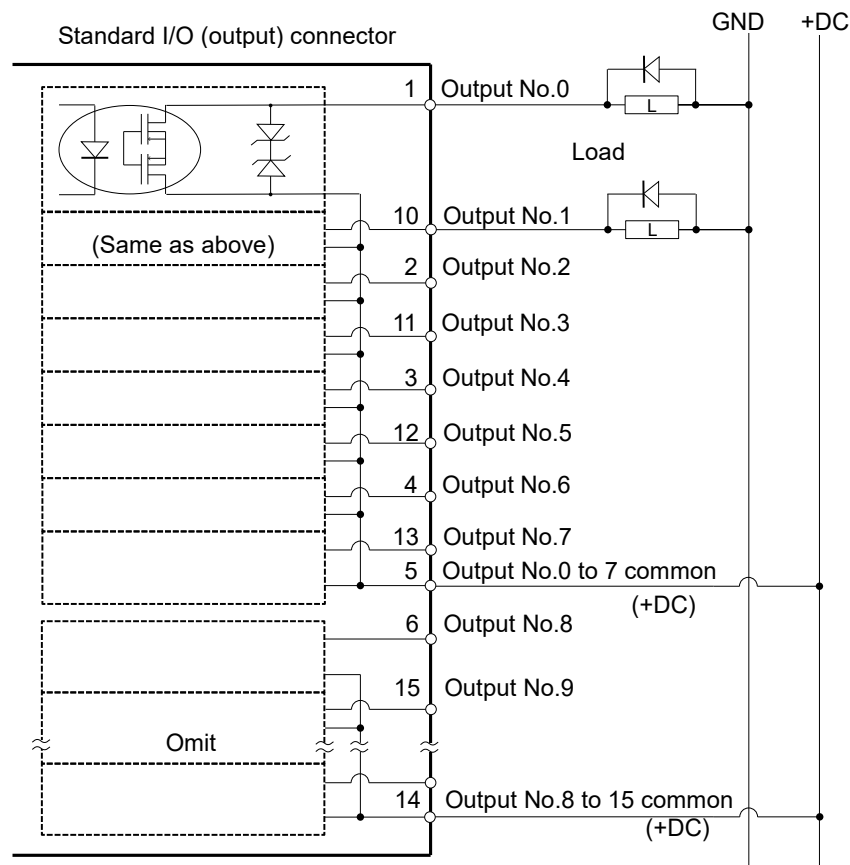 GND +DC
Standard I/O (output) connector
1 Output No.0
L
Load
10 Output No.1
L
(Same as above)
2 Output No.2
11 Output No.3
3 Output No.4
12 Output No.5
4 Output No.6
13 Output No.7
5 Output No.0 to 7 common
(+DC)
6 Output No.8
15 Output No.9
Omit
14 Output No.8 to 15 common
(+DC)